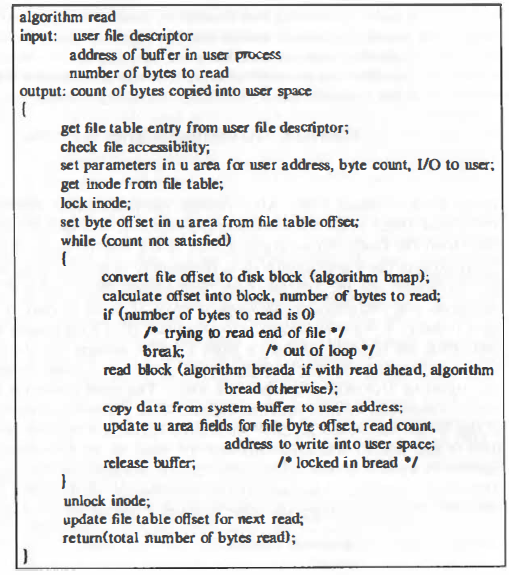 algorithm read
input: user file descriptor
address of buffer in user process
number of bytes to read
output: count of bytes copied into user space
{
get file table entry from user file descriptor;
check file accessibility;
set parameters in u area for user address, byte count, I/O to user;
get inode from file table;
lock inode;
set byte offset in u area from file table offset;
while (count not satisfied)
{
convert file offset to disk block (algorithm bmap);
calculate offset into block, number of bytes to read;
if (number of bytes to read is 0)
/* trying to read end of file */
break; /* out of loop */
read block (algorithm breada if with read ahead, algorithm
bread otherwise);
copy data from system buffer to user address;
update u area fields for file byte offset, read count,
address to write into user space;
release buffer; /* locked in bread */
}
unlock inode;
update file table offset for next read;
return(total number of bytes read);
}